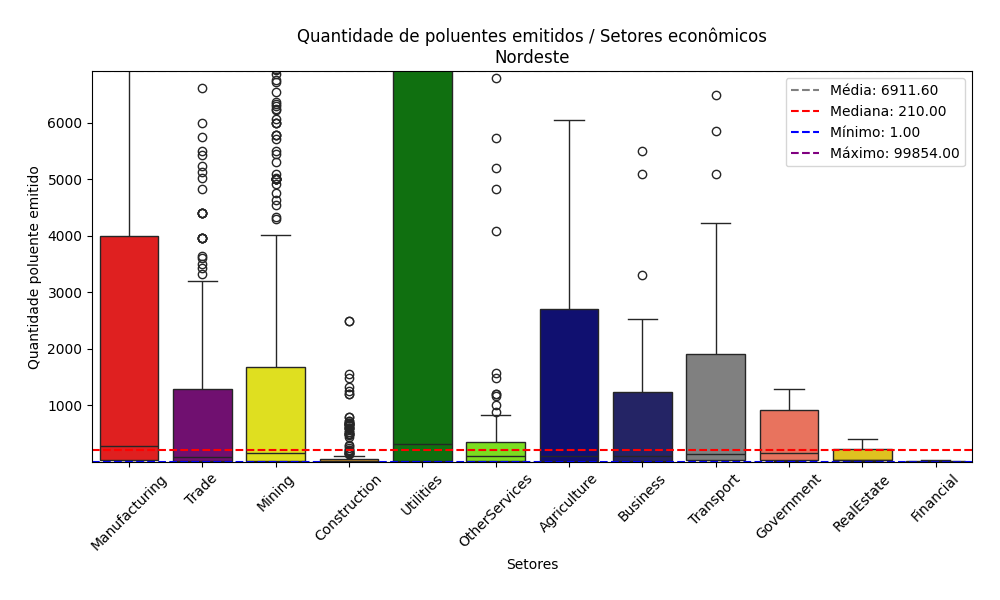 Quantidade de poluentes emitidos / Setores econômicos
Nordeste
Média: 6911.60
Mediana: 210.00
Mínimo: 1.00
Máximo: 99854.00
Quantidade poluente emitido
6000
5000
4000
3000
2000
1000
Manufacturing
Trade
Mining
Construction
Utilities
OtherServices
Agriculture
Business
Transport
Government
RealEstate
Financial
Setores